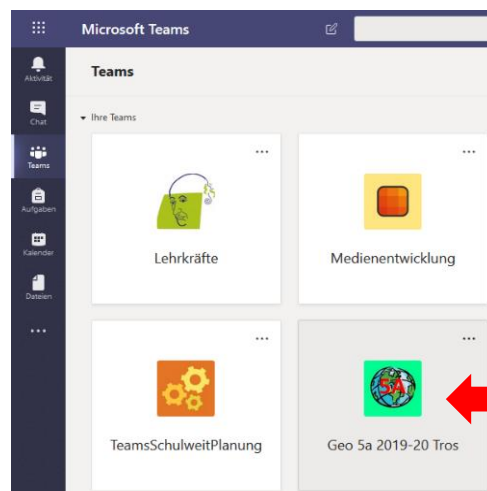 Microsoft Teams
Aktivität
Teams
Chat
Ihre Teams
Teams
Lehrkräfte
Medienentwicklung
Aufgaben
Kalender
Dateien
5A
TeamsSchulweitPlanung
Geo 5a 2019-20 Tros